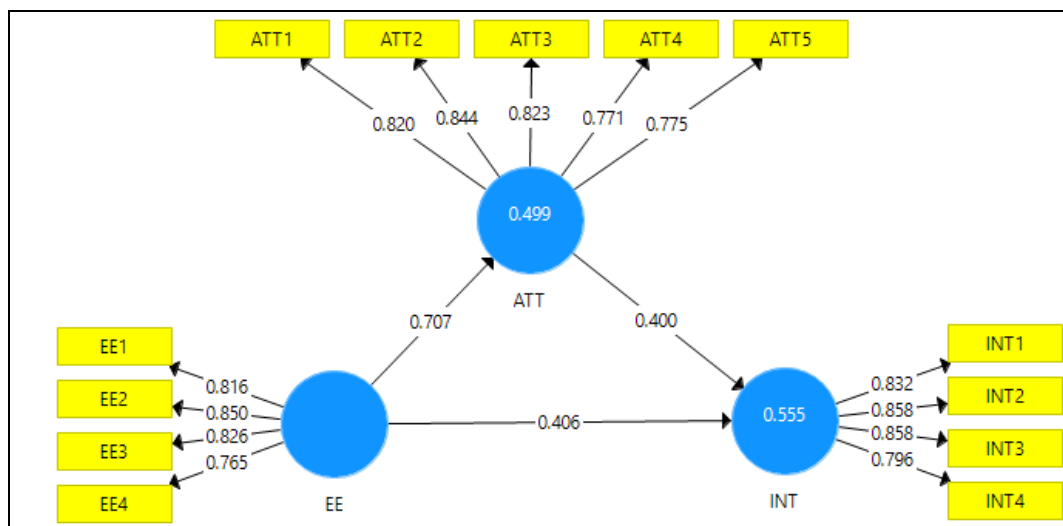 ATT1 ATT2 ATT3 ATT4 ATT5
0.820 0.844 0.823 0.771 0.775
0.499
ATT
0.707 0.400
EE1
EE2
EE3
EE4
0.816
0.850
0.826
0.765
EE
0.406
0.555
INT
0.832
0.858
0.858
0.796
INT1
INT2
INT3
INT4